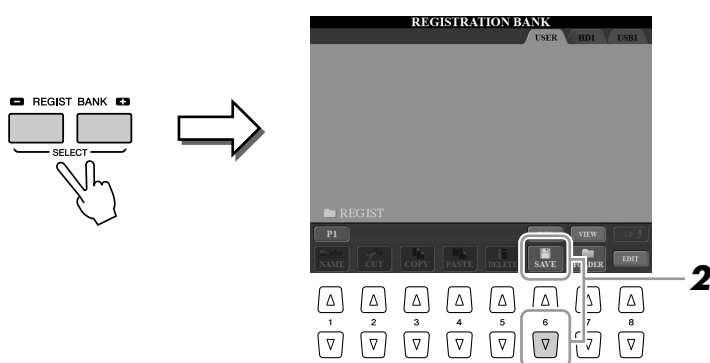 REGISTRATION BANK
USER HD1 USB1
REGIST BANK
SELECT
REGIST
P1 VIEW UP
NAME CUT COPY PASTE DELETE SAVE FOLDER EDIT
2
1 2 3 4 5 6 7 8